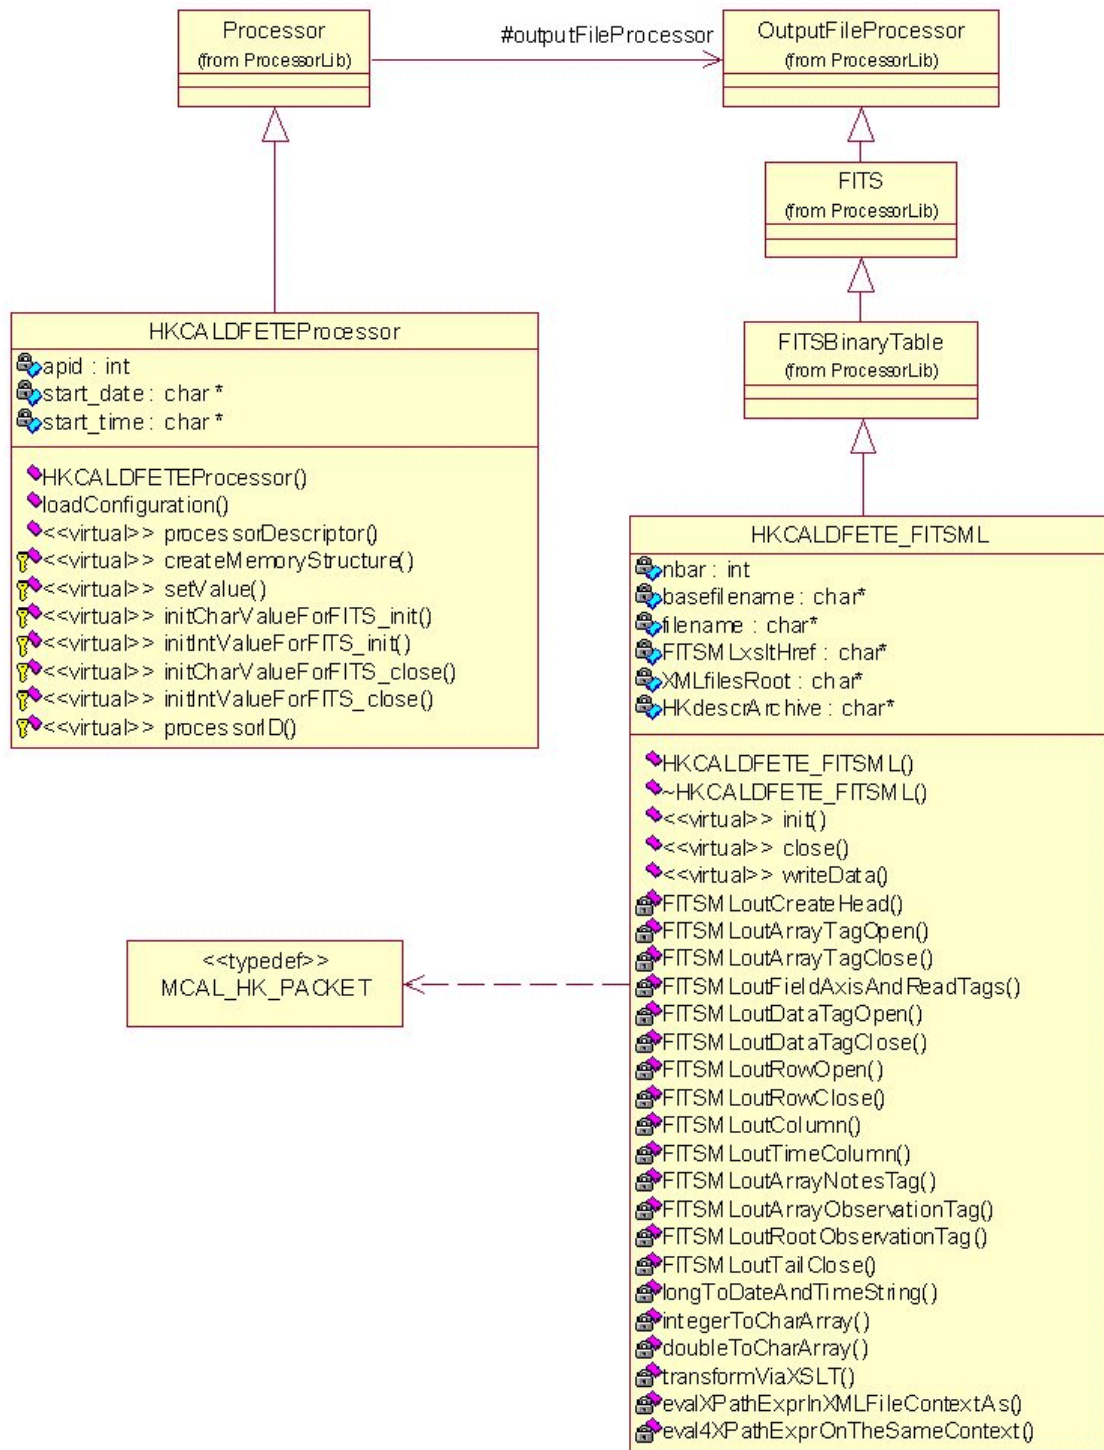 Processor
(from ProcessorLib)
#outputFileProcessor
OutputFileProcessor
(from ProcessorLib)
FITS
(from ProcessorLib)
FITSBinaryTable
(from ProcessorLib)
HKCALDFETEProcessor
apid : int
start_date : char *
start_time : char *
HKCALDFETEProcessor()
loadConfiguration()
<<virtual>> processorDescriptor()
<<virtual>> createMemoryStructure()
<<virtual>> setValue()
<<virtual>> initCharValueForFITS_init()
<<virtual>> initIntValueForFITS_init()
<<virtual>> initCharValueForFITS_close()
<<virtual>> initIntValueForFITS_close()
<<virtual>> processorID()
HKCALDFETE_FITSML
nbar : int
basefilename : char*
filename : char*
FITSMLxsltHref : char*
XMLfilesRoot : char*
HKdescrArchive : char*
HKCALDFETE_FITSML()
~HKCALDFETE_FITSML()
<<virtual>> init()
<<virtual>> close()
<<virtual>> writeData()
FITSMLoutCreateHead()
FITSMLoutArrayTagOpen()
FITSMLoutArrayTagClose()
FITSMLoutFieldAxisAndReadTags()
FITSMLoutDataTagOpen()
FITSMLoutDataTagClose()
FITSMLoutRowOpen()
FITSMLoutRowClose()
FITSMLoutColumn()
FITSMLoutTimeColumn()
FITSMLoutArrayNotesTag()
FITSMLoutArrayObservationTag()
FITSMLoutRootObservationTag()
FITSMLoutTailClose()
longToDateAndTimeString()
integerToCharArray()
doubleToCharArray()
transformViaXSLT()
evalXPathExprInXMLFileContextAs()
eval4XPathExprOnTheSameContext()
<<typedef>>
MCAL_HK_PACKET